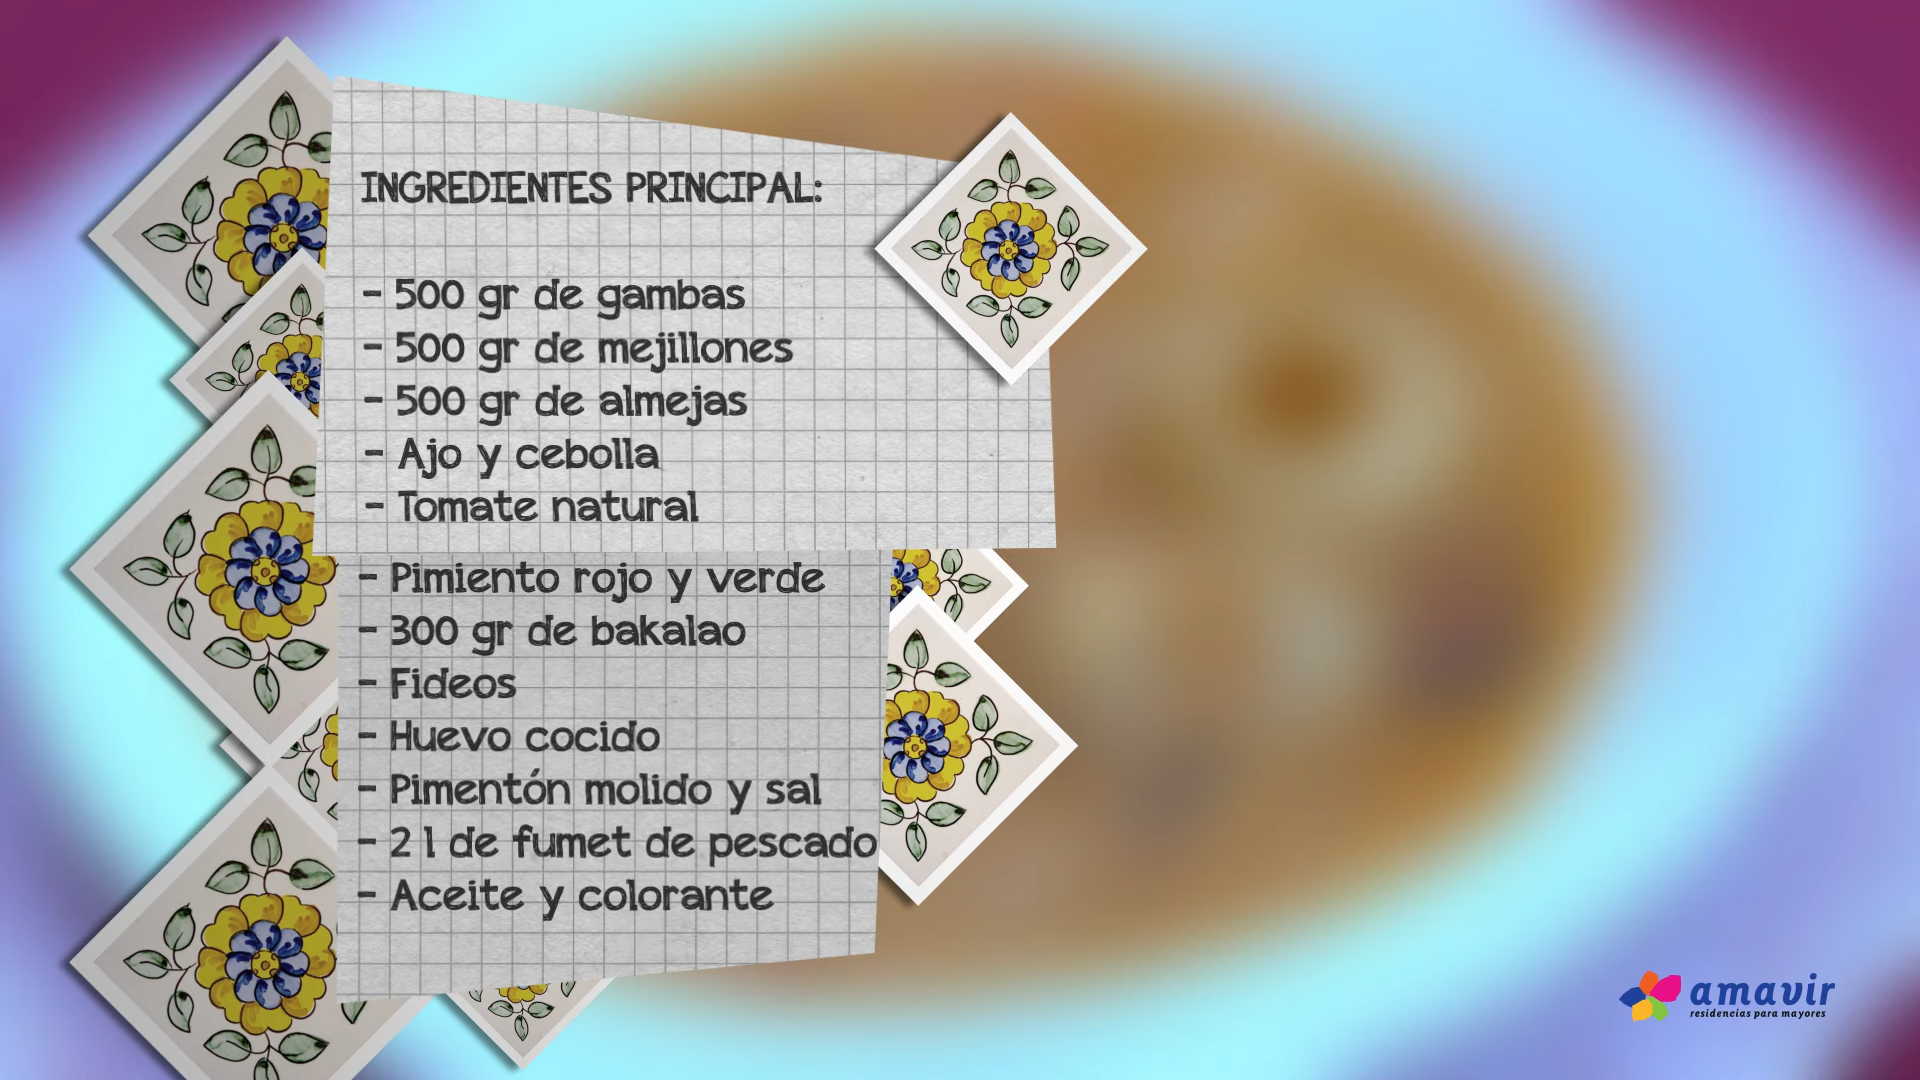 INGREDIENTES PRINCIPAL:
- 500 gr de gambas
- 500 gr de mejillones
- 500 gr de almejas
- Ajo y cebolla
- Tomate natural
- Pimiento rojo y verde
- 300 gr de bakalao
- Fideos
- Huevo cocido
- Pimentón molido y sal
- 2 l de fumet de pescado
- Aceite y colorante
amavir
residencias para mayores